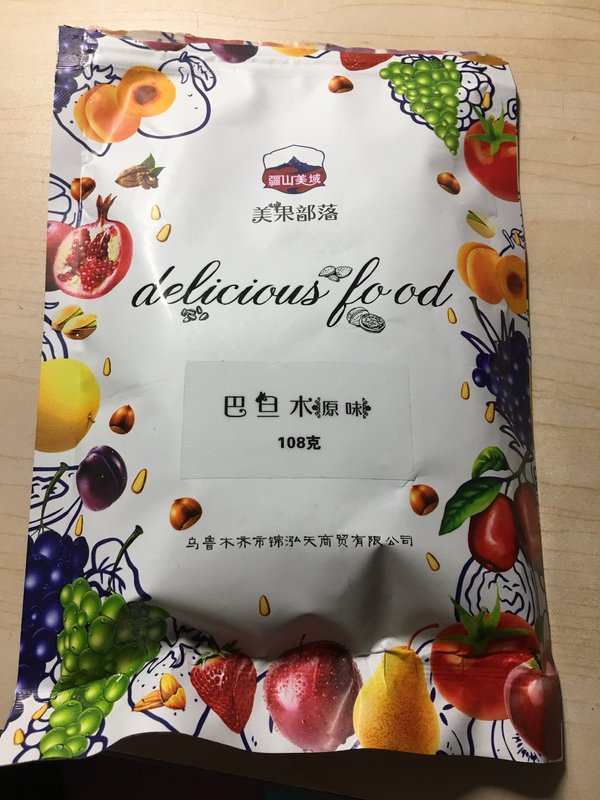 疆山美域
美果部落
delicious food
巴旦木原味
108克
乌鲁木齐市锦泓天商贸有限公司